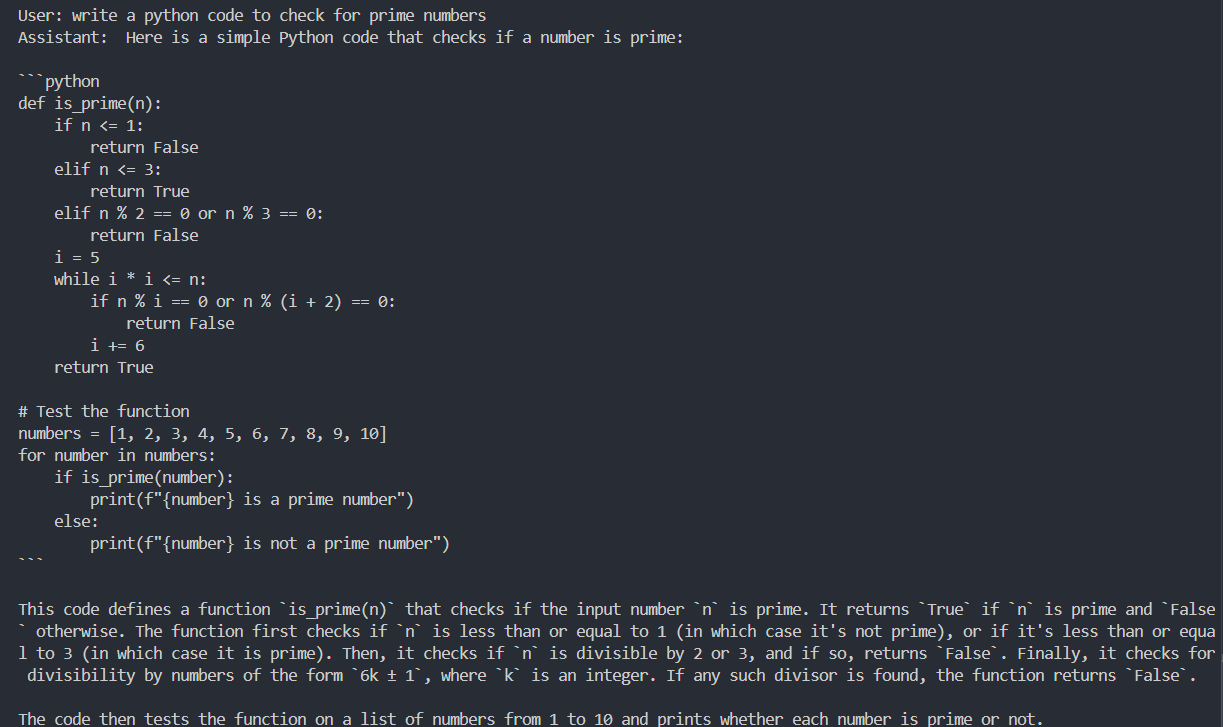 User: write a python code to check for prime numbers
Assistant:  Here is a simple Python code that checks if a number is prime:

```python
def is_prime(n):
    if n <= 1:
        return False
    elif n <= 3:
        return True
    elif n % 2 == 0 or n % 3 == 0:
        return False
    i = 5
    while i * i <= n:
        if n % i == 0 or n % (i + 2) == 0:
            return False
        i += 6
    return True

# Test the function
numbers = [1, 2, 3, 4, 5, 6, 7, 8, 9, 10]
for number in numbers:
    if is_prime(number):
        print(f"{number} is a prime number")
    else:
        print(f"{number} is not a prime number")
```

This code defines a function `is_prime(n)` that checks if the input number `n` is prime. It returns `True` if `n` is prime and `False
` otherwise. The function first checks if `n` is less than or equal to 1 (in which case it's not prime), or if it's less than or equa
l to 3 (in which case it is prime). Then, it checks if `n` is divisible by 2 or 3, and if so, returns `False`. Finally, it checks for
 divisibility by numbers of the form `6k ± 1`, where `k` is an integer. If any such divisor is found, the function returns `False`.

The code then tests the function on a list of numbers from 1 to 10 and prints whether each number is prime or not.